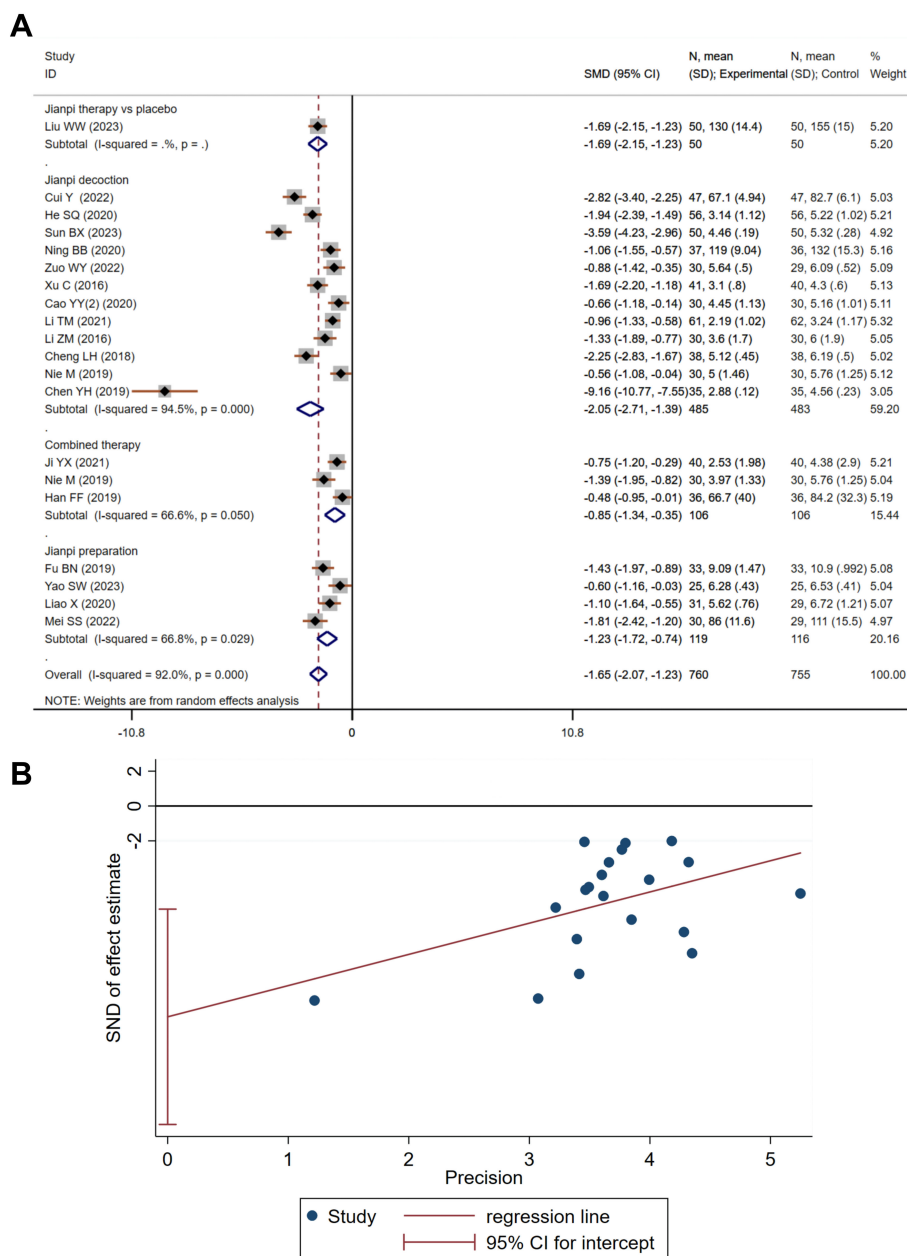 A
Study
ID
SMD (95% CI)
N, mean
(SD); Experimental
N, mean
(SD); Control
%
Weight
Jianpi therapy vs placebo
Liu WW (2023) -1.69 (-2.15, -1.23) 50, 130 (14.4) 50, 155 (15) 5.20
Subtotal (I-squared = .%, p = .) -1.69 (-2.15, -1.23) 50 50 5.20
.
Jianpi decoction
Cui Y (2022) -2.82 (-3.40, -2.25) 47, 67.1 (4.94) 47, 82.7 (6.1) 5.03
He SQ (2020) -1.94 (-2.39, -1.49) 56, 3.14 (1.12) 56, 5.22 (1.02) 5.21
Sun BX (2023) -3.59 (-4.23, -2.96) 50, 4.46 (.19) 50, 5.32 (.28) 4.92
Ning BB (2020) -1.06 (-1.55, -0.57) 37, 119 (9.04) 36, 132 (15.3) 5.16
Zuo WY (2022) -0.88 (-1.42, -0.35) 30, 5.64 (.5) 29, 6.09 (.52) 5.09
Xu C (2016) -1.69 (-2.20, -1.18) 41, 3.1 (.8) 40, 4.3 (.6) 5.13
Cao YY(2) (2020) -0.66 (-1.18, -0.14) 30, 4.45 (1.13) 30, 5.16 (1.01) 5.11
Li TM (2021) -0.96 (-1.33, -0.58) 61, 2.19 (1.02) 62, 3.24 (1.17) 5.32
Li ZM (2016) -1.33 (-1.89, -0.77) 30, 3.6 (1.7) 30, 6 (1.9) 5.05
Cheng LH (2018) -2.25 (-2.83, -1.67) 38, 5.12 (.45) 38, 6.19 (.5) 5.02
Nie M (2019) -0.56 (-1.08, -0.04) 30, 5 (1.46) 30, 5.76 (1.25) 5.12
Chen YH (2019) -9.16 (-10.77, -7.55) 35, 2.88 (.12) 35, 4.56 (.23) 3.05
Subtotal (I-squared = 94.5%, p = 0.000) -2.05 (-2.71, -1.39) 485 483 59.20
.
Combined therapy
Ji YX (2021) -0.75 (-1.20, -0.29) 40, 2.53 (1.98) 40, 4.38 (2.9) 5.21
Nie M (2019) -1.39 (-1.95, -0.82) 30, 3.97 (1.33) 30, 5.76 (1.25) 5.04
Han FF (2019) -0.48 (-0.95, -0.01) 36, 66.7 (40) 36, 84.2 (32.3) 5.19
Subtotal (I-squared = 66.6%, p = 0.050) -0.85 (-1.34, -0.35) 106 106 15.44
.
Jianpi preparation
Fu BN (2019) -1.43 (-1.97, -0.89) 33, 9.09 (1.47) 33, 10.9 (.992) 5.08
Yao SW (2023) -0.60 (-1.16, -0.03) 25, 6.28 (.43) 25, 6.53 (.41) 5.04
Liao X (2020) -1.10 (-1.64, -0.55) 31, 5.62 (.76) 29, 6.72 (1.21) 5.07
Mei SS (2022) -1.81 (-2.42, -1.20) 30, 86 (11.6) 29, 111 (15.5) 4.97
Subtotal (I-squared = 66.8%, p = 0.029) -1.23 (-1.72, -0.74) 119 116 20.16
.
Overall (I-squared = 92.0%, p = 0.000) -1.65 (-2.07, -1.23) 760 755 100.00
NOTE: Weights are from random effects analysis
-10.8 0 10.8
B
2
0
-2
SND of effect estimate
0 1 2 3 4 5
Precision
Study regression line
95% CI for intercept